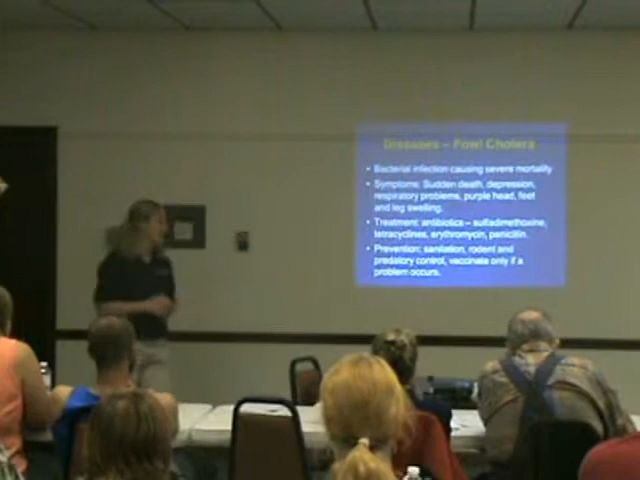 Diseases – Fowl Cholera
• Bacterial infection causing severe mortality
• Symptoms: Sudden death, depression,
respiratory problems, purple head, feet
and leg swelling.
• Treatment: antibiotics – sulfadimethoxine,
tetracyclines, erythromycin, penicillin.
• Prevention: sanitation, rodent and
predatory control, vaccinate only if a
problem occurs.